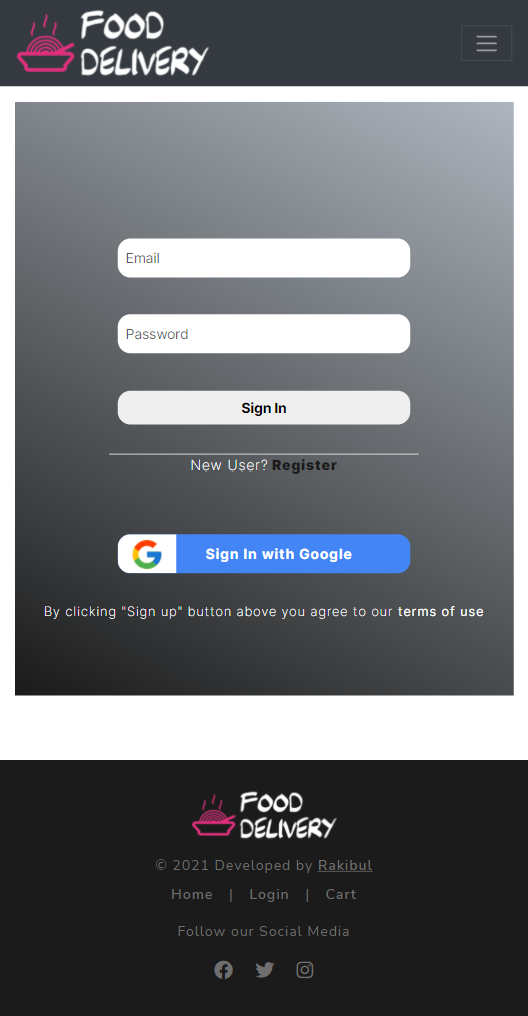 FOOD
DELIVERY
Email
Password
Sign In
New User? Register
Sign In with Google
By clicking "Sign up" button above you agree to our terms of use
FOOD
DELIVERY
© 2021 Developed by Rakibul
Home | Login | Cart
Follow our Social Media